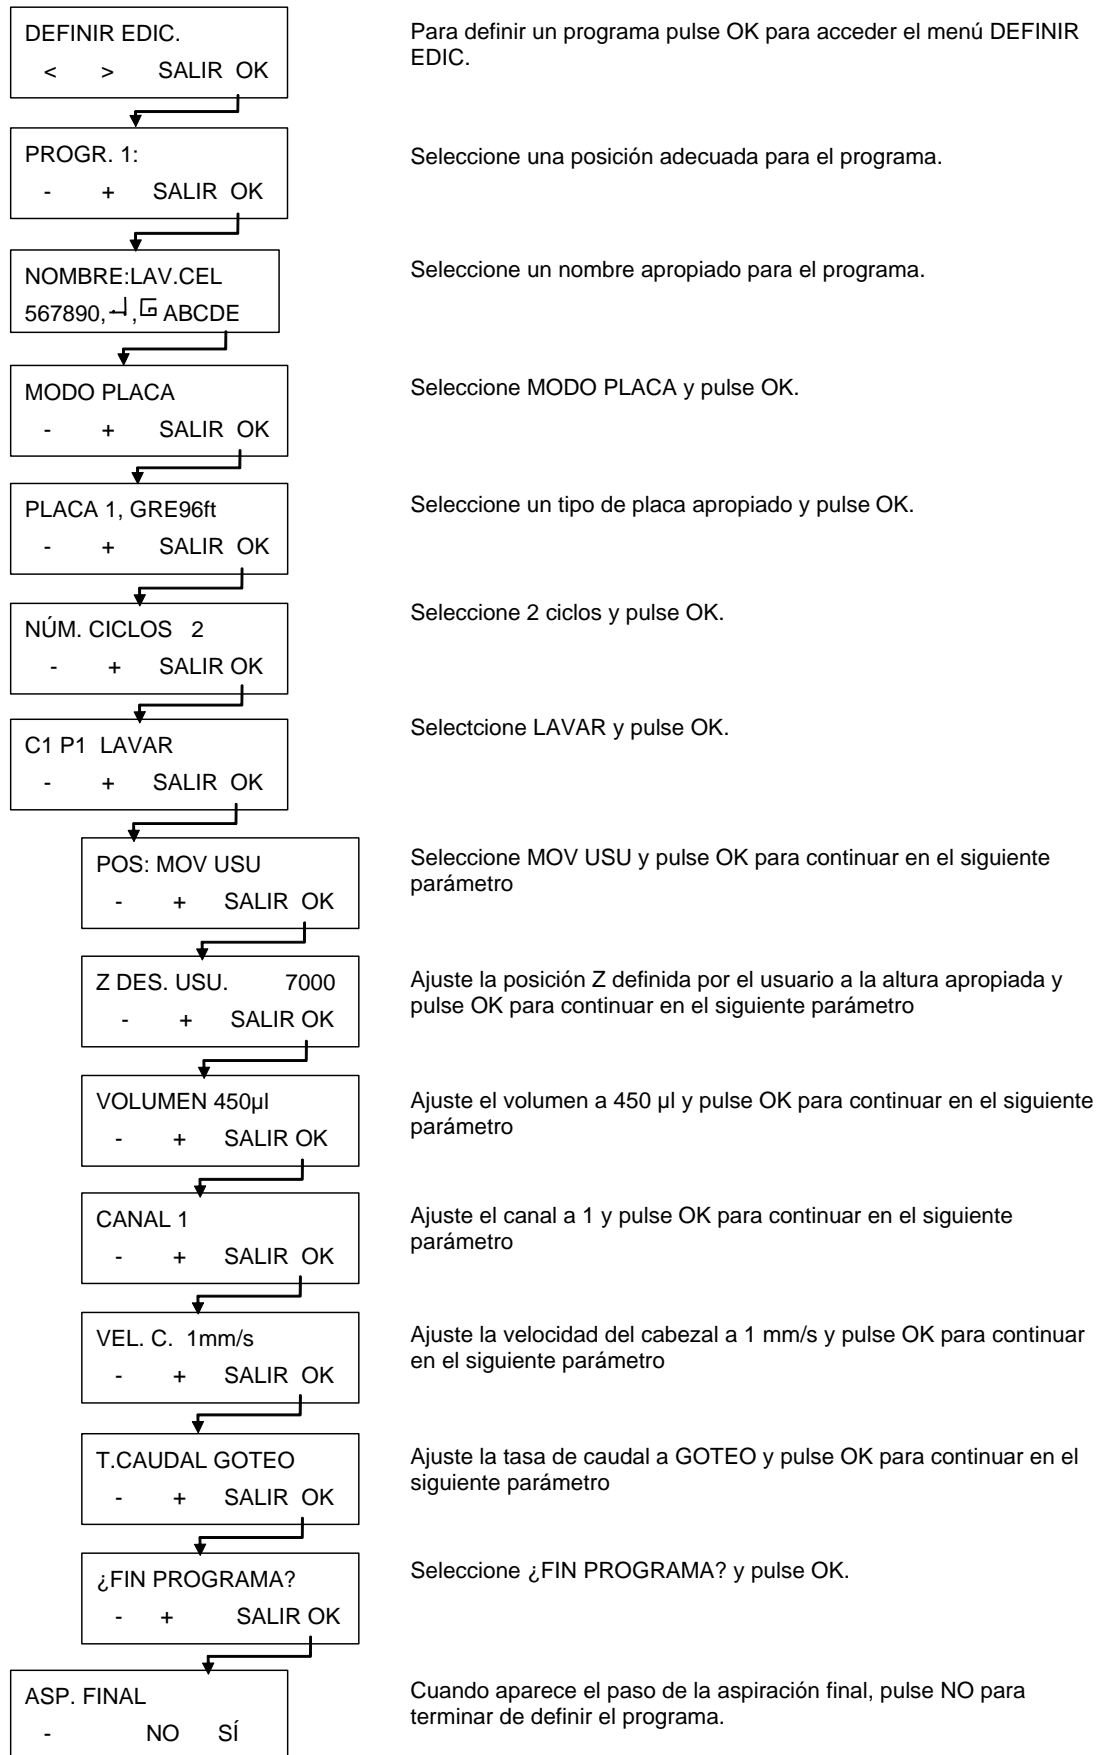 DEFINIR EDIC.
< > SALIR OK
Para definir un programa pulse OK para acceder el menú DEFINIR
EDIC.
PROGR. 1:
- + SALIR OK
Seleccione una posición adecuada para el programa.
NOMBRE:LAV.CEL
567890, ABCDE
Seleccione un nombre apropiado para el programa.
MODO PLACA
- + SALIR OK
Seleccione MODO PLACA y pulse OK.
PLACA 1, GRE96ft
- + SALIR OK
Seleccione un tipo de placa apropiado y pulse OK.
NÚM. CICLOS 2
- + SALIR OK
Seleccione 2 ciclos y pulse OK.
C1 P1 LAVAR
- + SALIR OK
Selectcione LAVAR y pulse OK.
POS: MOV USU
- + SALIR OK
Seleccione MOV USU y pulse OK para continuar en el siguiente
parámetro
Z DES. USU. 7000
- + SALIR OK
Ajuste la posición Z definida por el usuario a la altura apropiada y
pulse OK para continuar en el siguiente parámetro
VOLUMEN 450µl
- + SALIR OK
Ajuste el volumen a 450 µl y pulse OK para continuar en el siguiente
parámetro
CANAL 1
- + SALIR OK
Ajuste el canal a 1 y pulse OK para continuar en el siguiente
parámetro
VEL. C. 1mm/s
- + SALIR OK
Ajuste la velocidad del cabezal a 1 mm/s y pulse OK para continuar
en el siguiente parámetro
T.CAUDAL GOTEO
- + SALIR OK
Ajuste la tasa de caudal a GOTEO y pulse OK para continuar en el
siguiente parámetro
¿FIN PROGRAMA?
- + SALIR OK
Seleccione ¿FIN PROGRAMA? y pulse OK.
ASP. FINAL
- NO SÍ
Cuando aparece el paso de la aspiración final, pulse NO para
terminar de definir el programa.